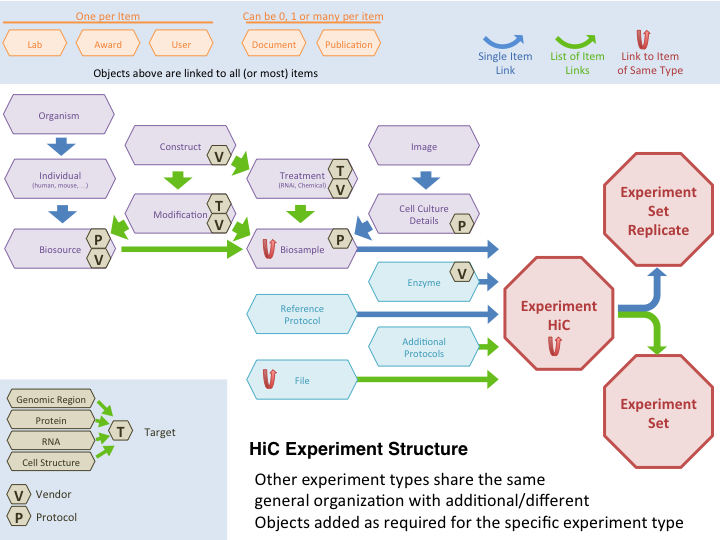 One per Item
Can be 0, 1 or many per item
Lab
Award
User
Document
Publication
Objects above are linked to all (or most) items
Single Item
Link
List of Item
Links
Link to Item
of Same Type
Organism
Construct
V
Image
Individual
(human, mouse, ...)
Treatment
(RNAi, Chemical)
T
V
Modification
T
V
Cell Culture
Details
P
Biosource
P
V
Biosample
P
Enzyme
V
Reference
Protocol
Additional
Protocols
File
Experiment
HiC
Experiment
Set
Replicate
Experiment
Set
Genomic Region
Protein
RNA
Cell Structure
T
Target
V
Vendor
P
Protocol
HiC Experiment Structure
Other experiment types share the same
general organization with additional/different
Objects added as required for the specific experiment type